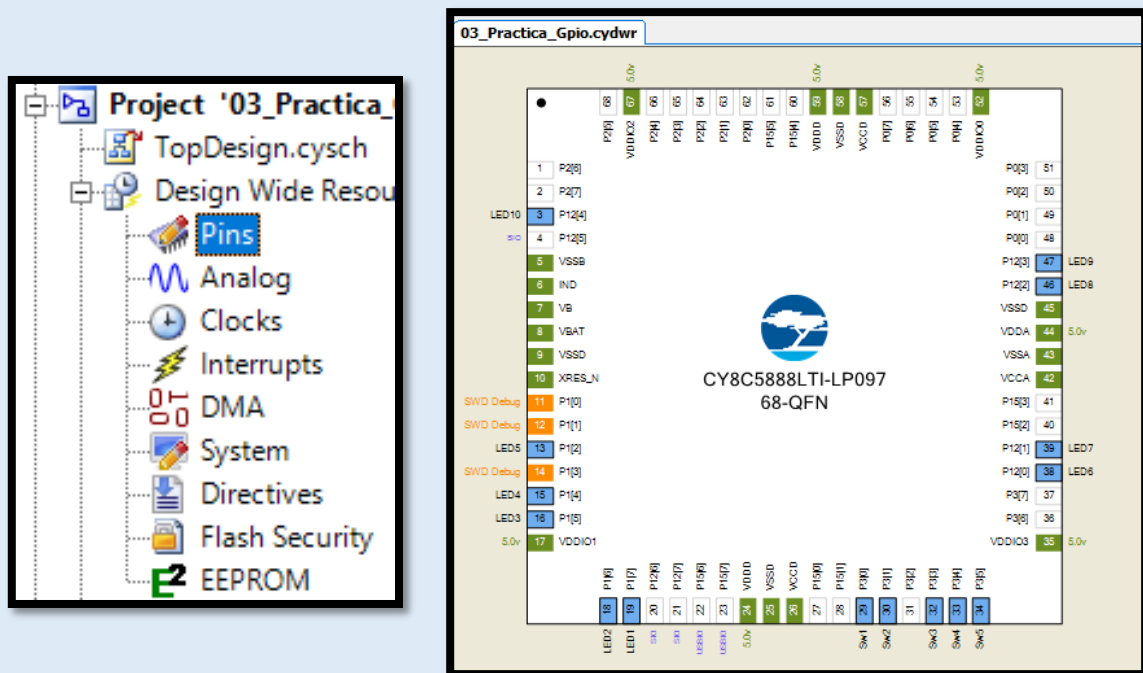 Project '03_Practica_
TopDesign.cysch
Design Wide Resou
Pins
Analog
Clocks
Interrupts
DMA
System
Directives
Flash Security
EEPROM
03_Practica_Gpio.cydwr
5.0v 5.0v 5.0v
68 67 66 65 64 63 62 61 60 59 58 57 56 55 54 53 52
P2[5] VDDIO2 P2[4] P2[3] P2[2] P2[1] P2[0] P15[5] P15[4] VDDD VSSD VCCD P0[7] P0[6] P0[5] P0[4] VDDIO0
1 P2[6]
2 P2[7]
LED10 3 P12[4]
SIO 4 P12[5]
5 VSSB
6 IND
7 VB
8 VBAT
9 VSSD
10 XRES_N
SWD Debug 11 P1[0]
SWD Debug 12 P1[1]
LED5 13 P1[2]
SWD Debug 14 P1[3]
LED4 15 P1[4]
LED3 16 P1[5]
5.0v 17 VDDIO1
CY8C5888LTI-LP097
68-QFN
P0[3] 51
P0[2] 50
P0[1] 49
P0[0] 48
P12[3] 47 LED9
P12[2] 46 LED8
VSSD 45
VDDA 44 5.0v
VSSA 43
VCCA 42
P15[3] 41
P15[2] 40
P12[1] 39 LED7
P12[0] 38 LED6
P3[7] 37
P3[6] 36
VDDIO3 35 5.0v
P1[6] P1[7] P12[6] P12[7] P15[6] P15[7] VDDD VSSD VCCD P15[0] P15[1] P3[0] P3[1] P3[2] P3[3] P3[4] P3[5]
18 19 20 21 22 23 24 25 26 27 28 29 30 31 32 33 34
LED2 LED1 SIO SIO USBIO USBIO 5.0v Sw1 Sw2 Sw3 Sw4 Sw5